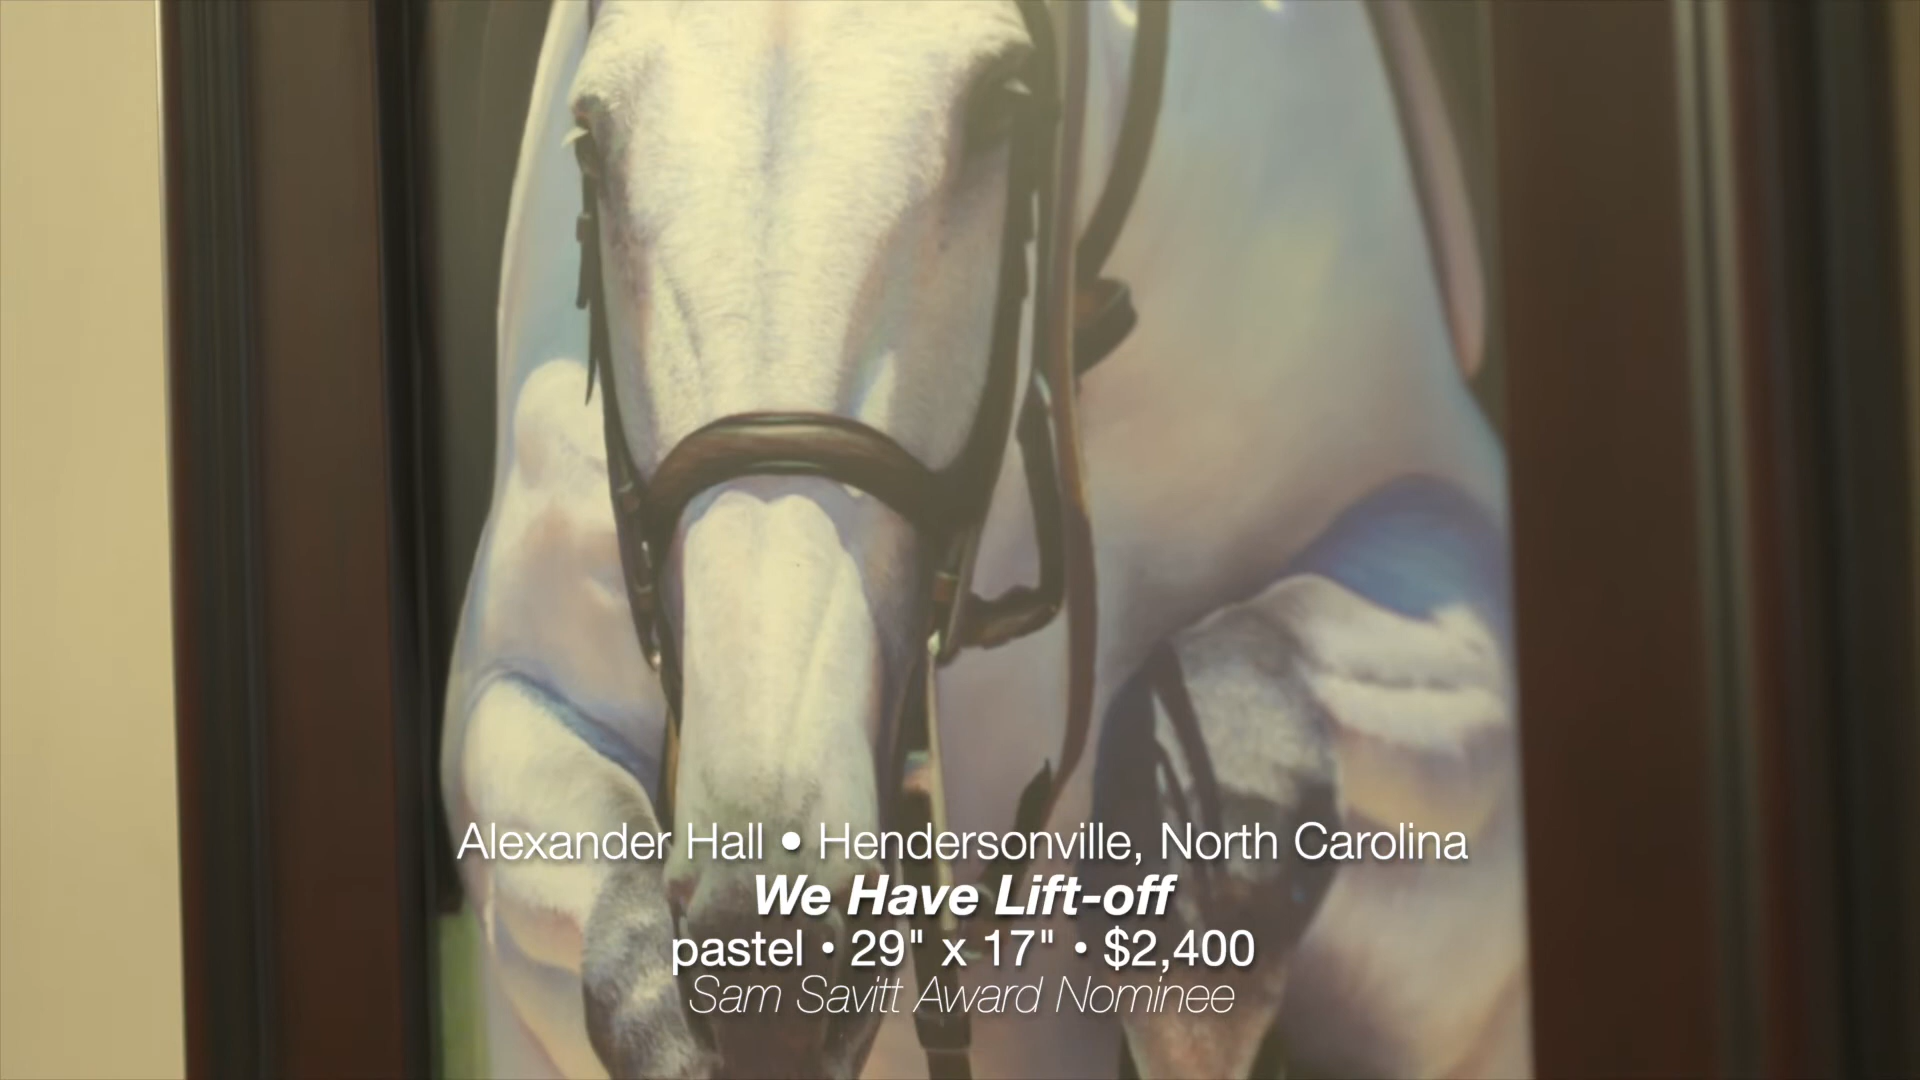 Alexander Hall • Hendersonville, North Carolina
We Have Lift-off
pastel • 29" x 17" • $2,400
Sam Savitt Award Nominee